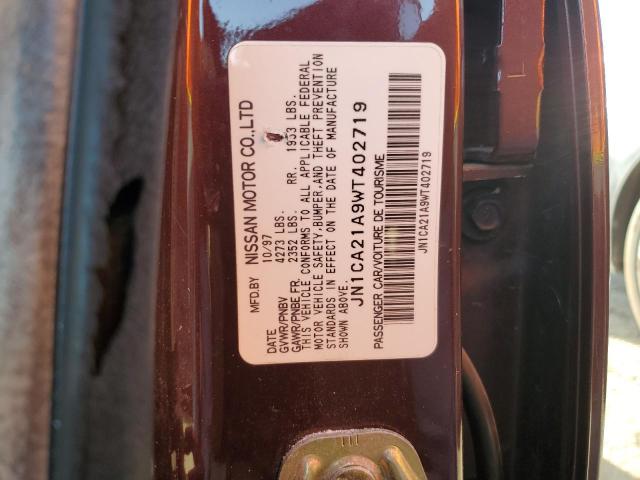 MFD.BY NISSAN MOTOR CO.,LTD
DATE 10/97
GVWR/PNBV 4273 LBS.
GAWR/PNBE FR. 2352 LBS. RR. 1953 LBS.
THIS VEHICLE CONFORMS TO ALL APPLICABLE FEDERAL
MOTOR VEHICLE SAFETY,BUMPER,AND THEFT PREVENTION
STANDARDS IN EFFECT ON THE DATE OF MANUFACTURE
SHOWN ABOVE.
JN1CA21A9WT402719
PASSENGER CAR/VOITURE DE TOURISME
JN1CA21A9WT402719